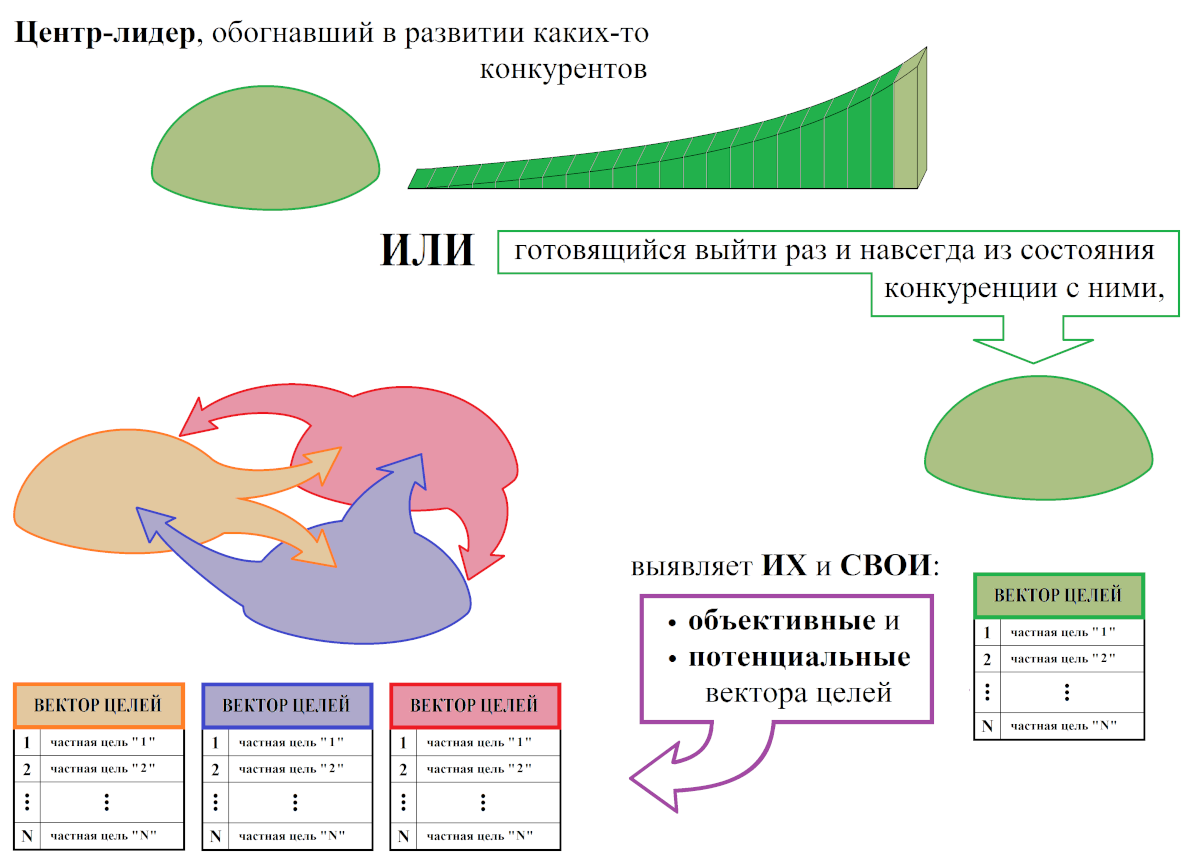 Центр-лидер, обогнавший в развитии каких-то
конкурентов
ИЛИ
готовящийся выйти раз и навсегда из состояния
конкуренции с ними,
выявляет ИХ и СВОИ:
• объективные и
• потенциальные
вектора целей
ВЕКТОР ЦЕЛЕЙ
1 частная цель "1"
2 частная цель "2"
⋮ ⋮
N частная цель "N"
ВЕКТОР ЦЕЛЕЙ
1 частная цель "1"
2 частная цель "2"
⋮ ⋮
N частная цель "N"
ВЕКТОР ЦЕЛЕЙ
1 частная цель "1"
2 частная цель "2"
⋮ ⋮
N частная цель "N"
ВЕКТОР ЦЕЛЕЙ
1 частная цель "1"
2 частная цель "2"
⋮ ⋮
N частная цель "N"